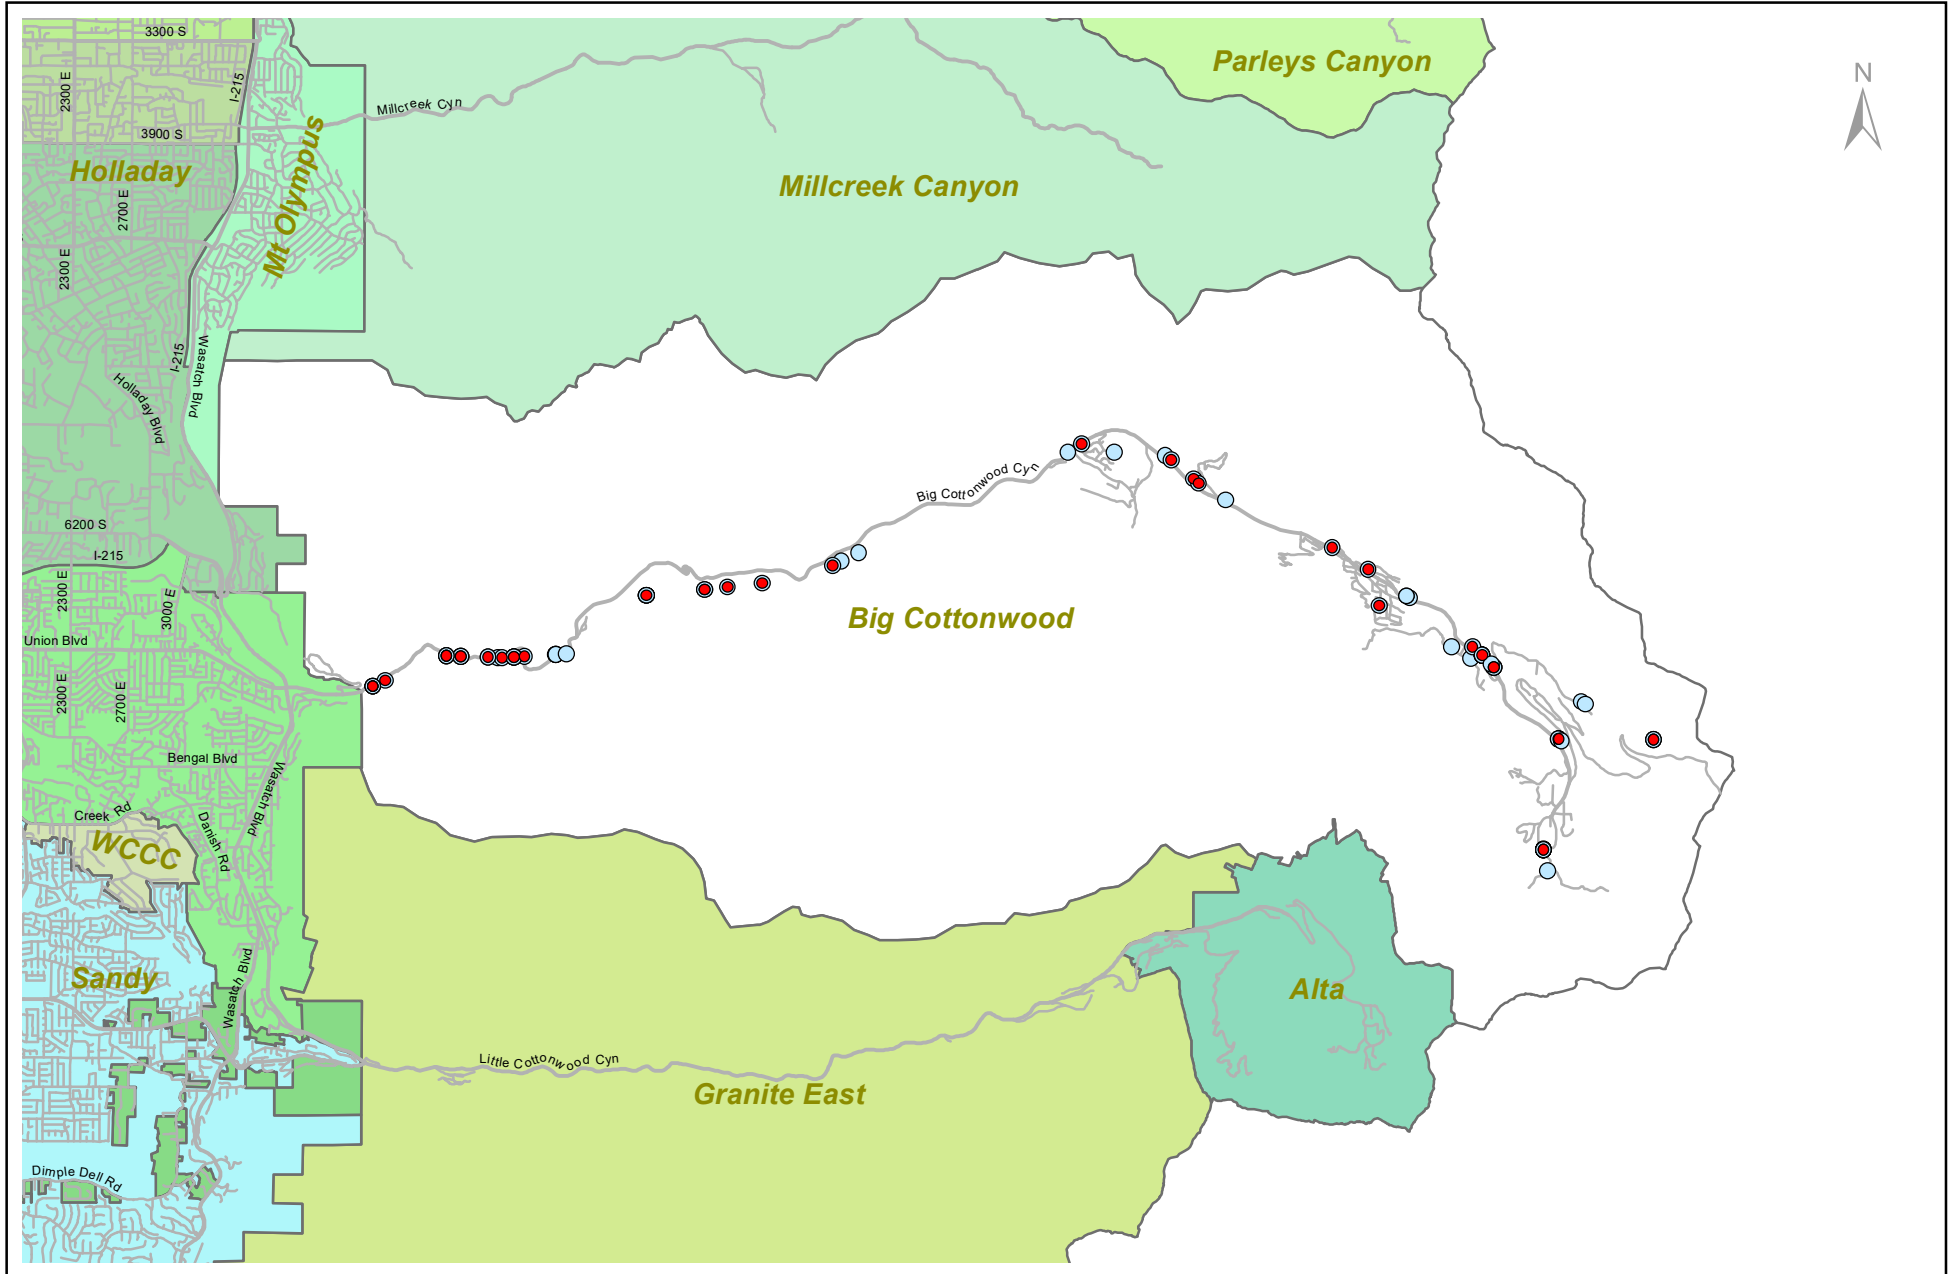 3300 S
Parleys Canyon
N
2300 E
I-215
Millcreek Cyn
3900 S
Mt Olympus
Holladay
Millcreek Canyon
2700 E
2300 E
I-215
Wasatch Blvd
Holladay Blvd
Big Cottonwood Cyn
6200 S
I-215
2300 E
3000 E
Big Cottonwood
Union Blvd
2300 E
2700 E
Bengal Blvd
Wasatch Blvd
Creek Rd
Danish Rd
WCCC
Sandy
Wasatch Blvd
Alta
Little Cottonwood Cyn
Granite East
Dimple Dell Rd